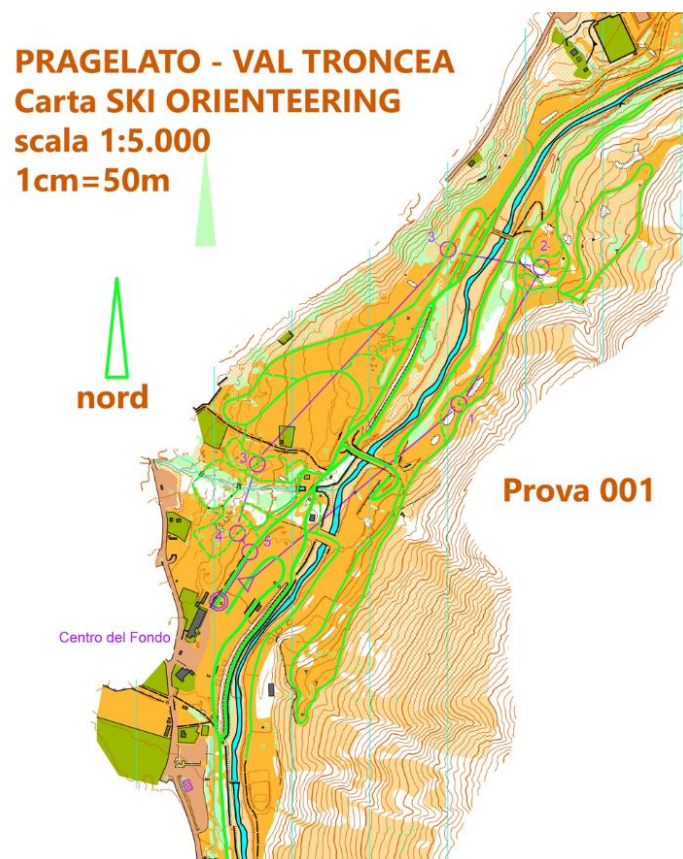 PRAGELATO - VAL TRONCEA
Carta SKI ORIENTEERING
scala 1:5.000
1cm=50m
3
2
nord
1
3
Prova 001
4
5
Centro del Fondo